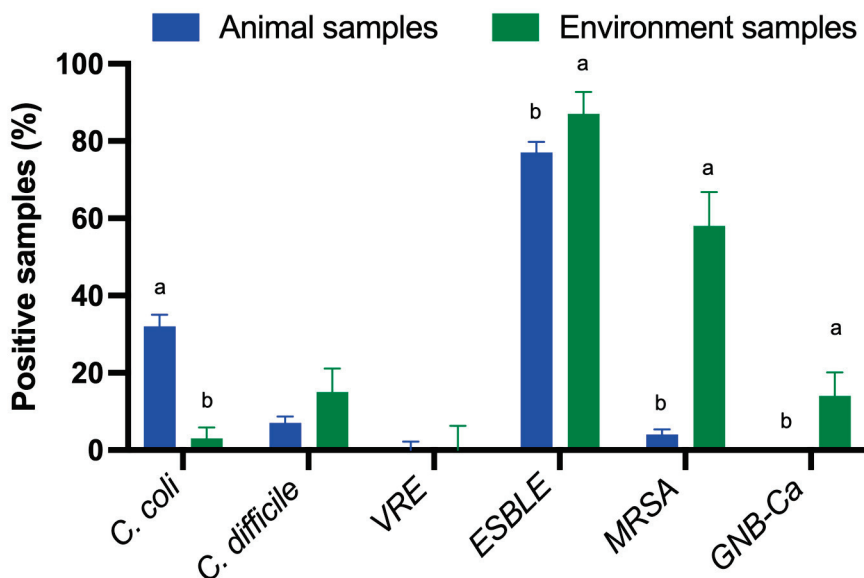 Animal samples Environment samples
Positive samples (%)
100
80
60
40
20
0
a
b
b
a
b
a
b
a
C. coli
C. difficile
VRE
ESBLE
MRSA
GNB-Ca